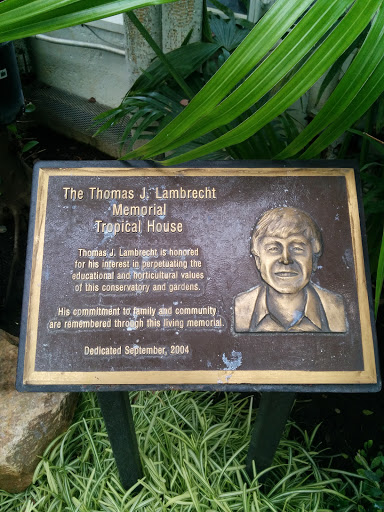 The Thomas J. Lambrecht
Memorial
Tropical House
Thomas J. Lambrecht is honored
for his interest in perpetuating the
educational and horticultural values
of this conservatory and gardens.
His commitment to family and community
are remembered through this living memorial.
Dedicated September, 2004